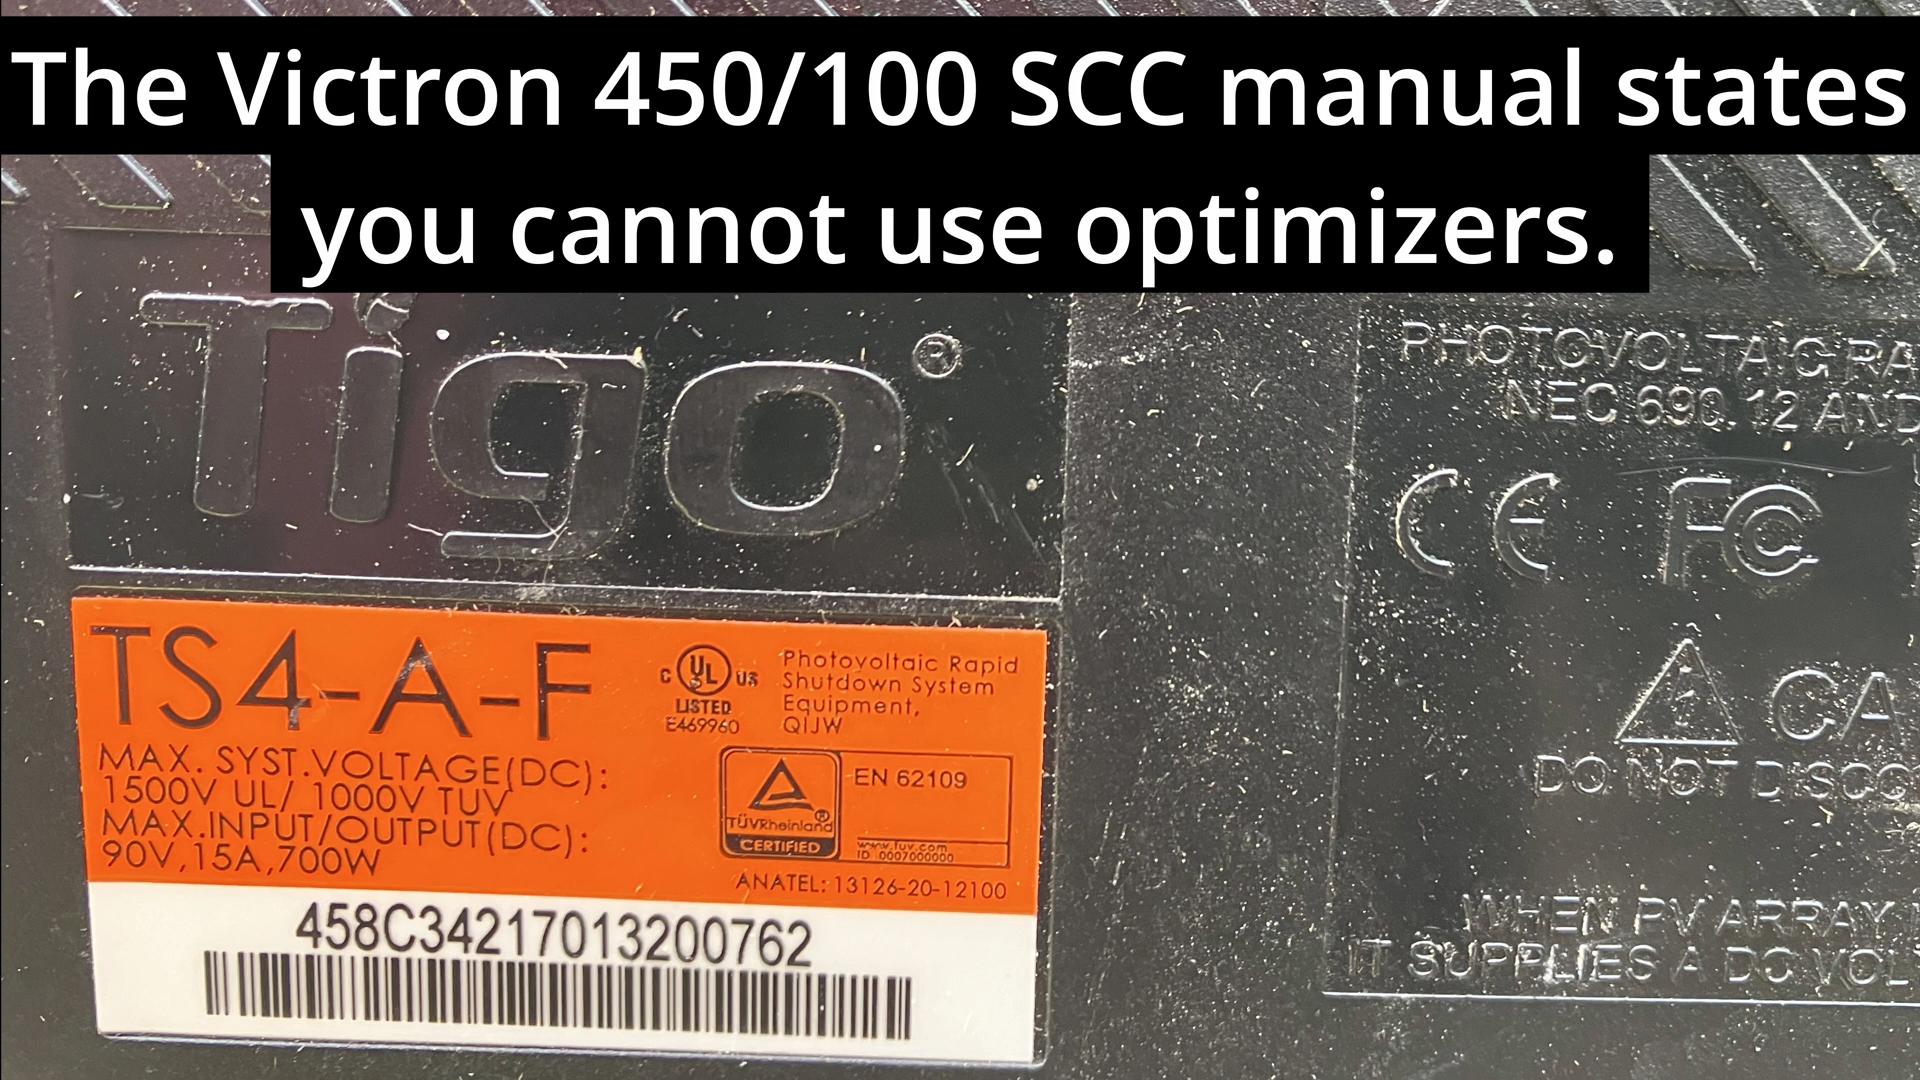 The Victron 450/100 SCC manual states
you cannot use optimizers.
Tigo®
PHOTOVOLTAIC RA
NEC 690.12 AND
CE FC
TS4-A-F
C UL US
LISTED
E469960
Photovoltaic Rapid
Shutdown System
Equipment,
QIJW
MAX. SYST.VOLTAGE(DC):
1500V UL/ 1000V TUV
MAX.INPUT/OUTPUT(DC):
90V,15A,700W
TÜVRheinland®
CERTIFIED
EN 62109
www.tuv.com
ID 0007000000
ANATEL: 13126-20-12100
458C34217013200762
CA
DO NOT DISCO
WHEN PV ARRAY
IT SUPPLIES A DC VOL